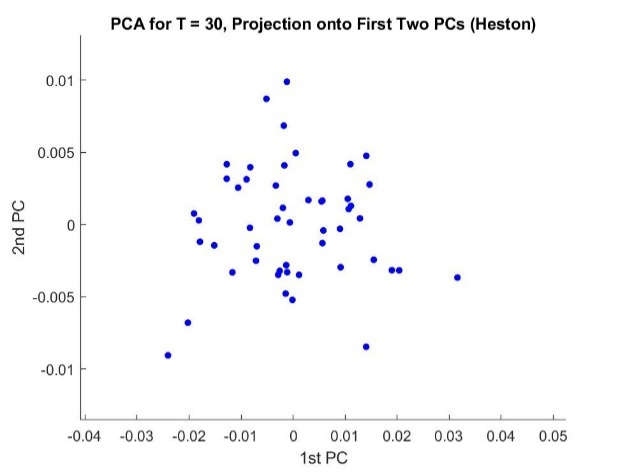 PCA for T = 30, Projection onto First Two PCs (Heston)
0.01
0.005
0
-0.005
-0.01
2nd PC
-0.04 -0.03 -0.02 -0.01 0 0.01 0.02 0.03 0.04 0.05
1st PC